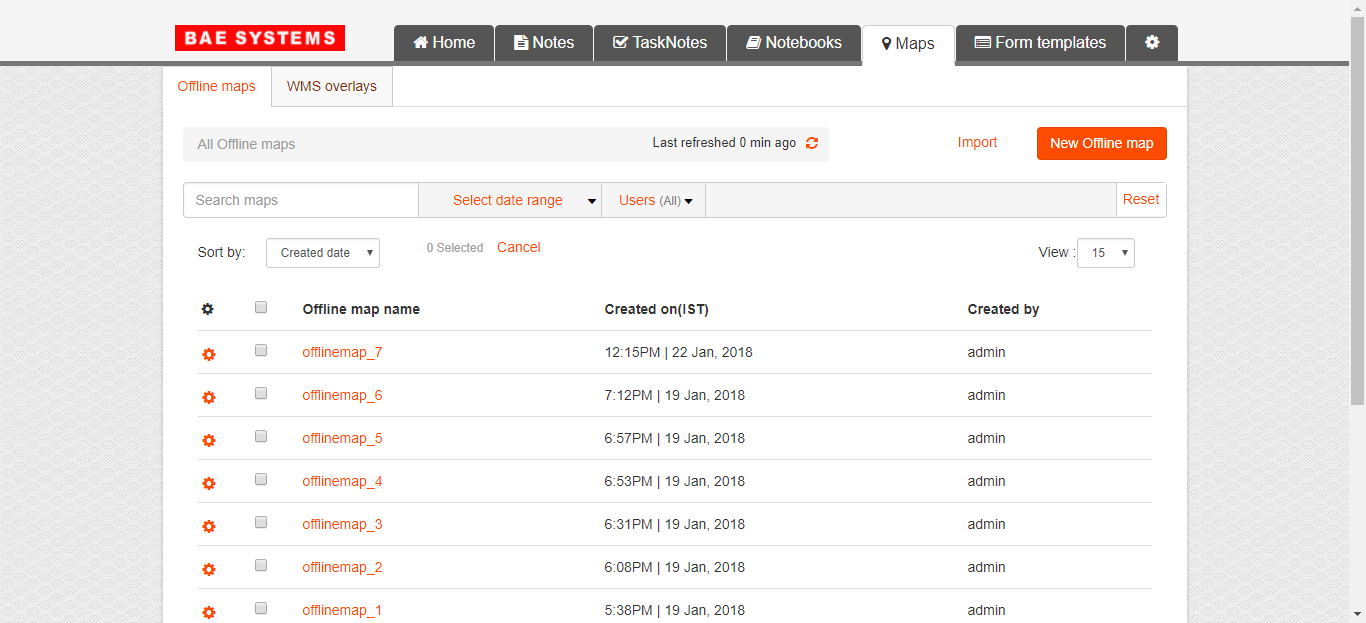 BAE SYSTEMS Home Notes TaskNotes Notebooks Maps Form templates
Offline maps WMS overlays
All Offline maps Last refreshed 0 min ago Import New Offline map
Search maps Select date range Users (All) Reset
Sort by: Created date 0 Selected Cancel View : 15
Offline map name Created on(IST) Created by
offlinemap_7 12:15PM | 22 Jan, 2018 admin
offlinemap_6 7:12PM | 19 Jan, 2018 admin
offlinemap_5 6:57PM | 19 Jan, 2018 admin
offlinemap_4 6:53PM | 19 Jan, 2018 admin
offlinemap_3 6:31PM | 19 Jan, 2018 admin
offlinemap_2 6:08PM | 19 Jan, 2018 admin
offlinemap_1 5:38PM | 19 Jan, 2018 admin